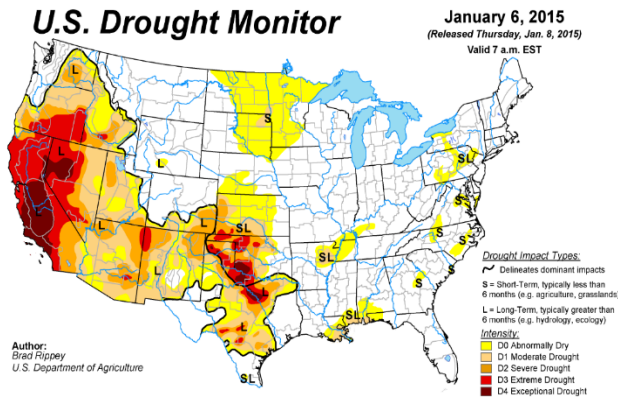 U.S. Drought Monitor
January 6, 2015
(Released Thursday, Jan. 8, 2015)
Valid 7 a.m. EST
L
S
L
L
SL
L
S
L
L
SL
S
SL
L
S
S
L
SL
SL
Drought Impact Types:
Delineates dominant impacts
S = Short-Term, typically less than
6 months (e.g. agriculture, grasslands)
L = Long-Term, typically greater than
6 months (e.g. hydrology, ecology)
Intensity:
D0 Abnormally Dry
D1 Moderate Drought
D2 Severe Drought
D3 Extreme Drought
D4 Exceptional Drought
Author:
Brad Rippey
U.S. Department of Agriculture